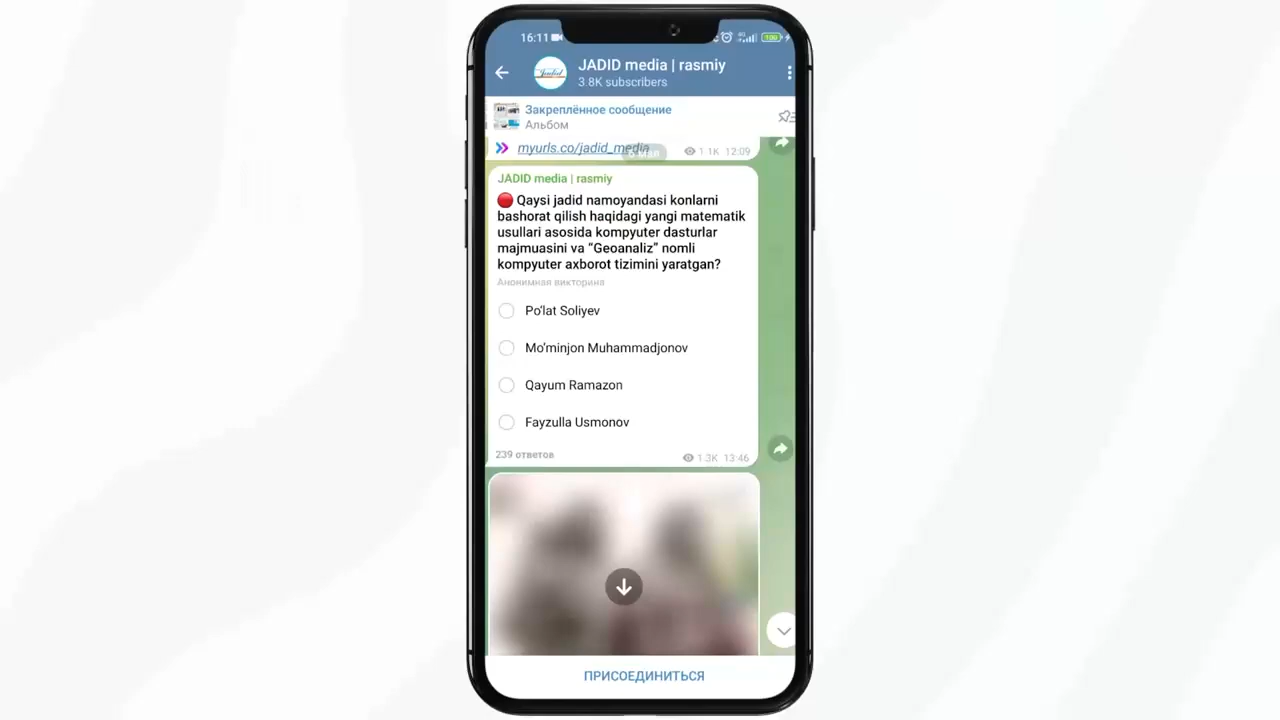 16:11
4G
100
JADID media | rasmiy
3.8K subscribers
Jadid
Закреплённое сообщение
Альбом
myurls.co/jadid_media
1.1K 12:09
JADID media | rasmiy
Qaysi jadid namoyandasi konlarni
bashorat qilish haqidagi yangi matematik
usullari asosida kompyuter dasturlar
majmuasini va “Geoanaliz” nomli
kompyuter axborot tizimini yaratgan?
Анонимная викторина
Po‘lat Soliyev
Mo‘minjon Muhammadjonov
Qayum Ramazon
Fayzulla Usmonov
239 ответов
1.3K 13:46
ПРИСОЕДИНИТЬСЯ